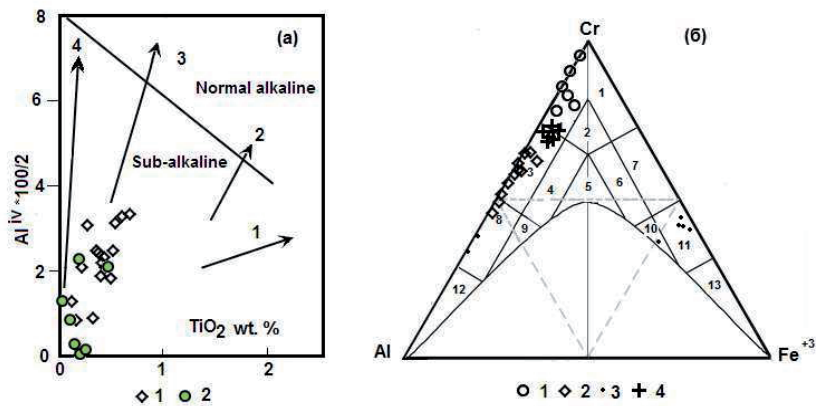 8
(а)
4
3
Normal alkaline
6
2
Sub-alkaline
4
1
2
TiO2 wt. %
0
0 1 2
Al iv *100/2
1 2
Cr
(б)
1
2
7
3
4
5
6
8
9
10
11
12
13
Al
Fe +3
1 2 3 4